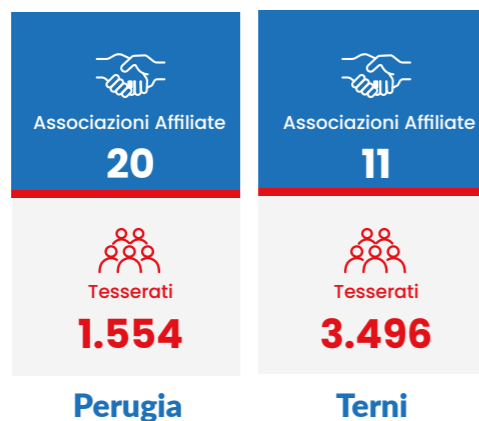 Associazioni Affiliate
20
Tesserati
1.554
Perugia
Associazioni Affiliate
11
Tesserati
3.496
Terni